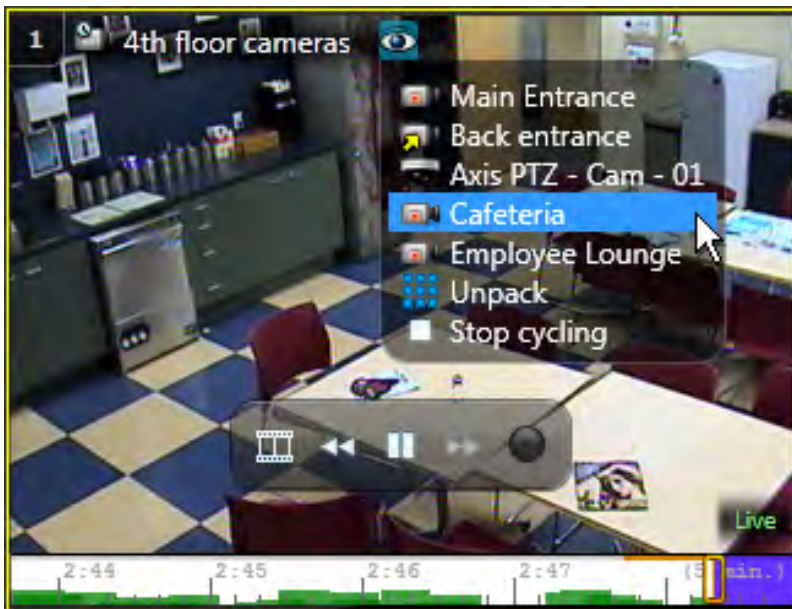 1 4th floor cameras
Main Entrance
Back entrance
Axis PTZ - Cam - 01
Cafeteria
Employee Lounge
Unpack
Stop cycling
Live
2:44 2:45 2:46 2:47 min.)